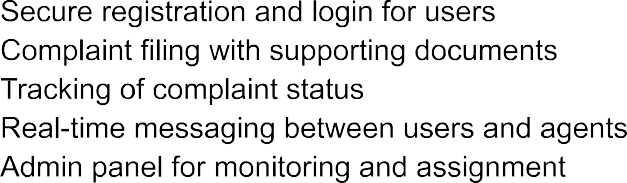 Secure registration and login for users
Complaint filing with supporting documents
Tracking of complaint status
Real-time messaging between users and agents
Admin panel for monitoring and assignment